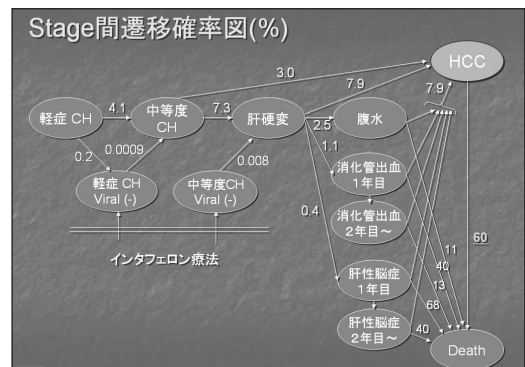 Stage間遷移確率図(%)
HCC
3.0
7.9
7.9
軽症 CH
4.1
中等度
CH
7.3
肝硬変
2.5
腹水
0.2
0.0009
0.008
1.1
軽症 CH
Viral (-)
中等度CH
Viral (-)
消化管出血
1年目
0.4
消化管出血
2年目～
インタフェロン療法
60
11
40
13
肝性脳症
1年目
68
肝性脳症
2年目～
40
Death